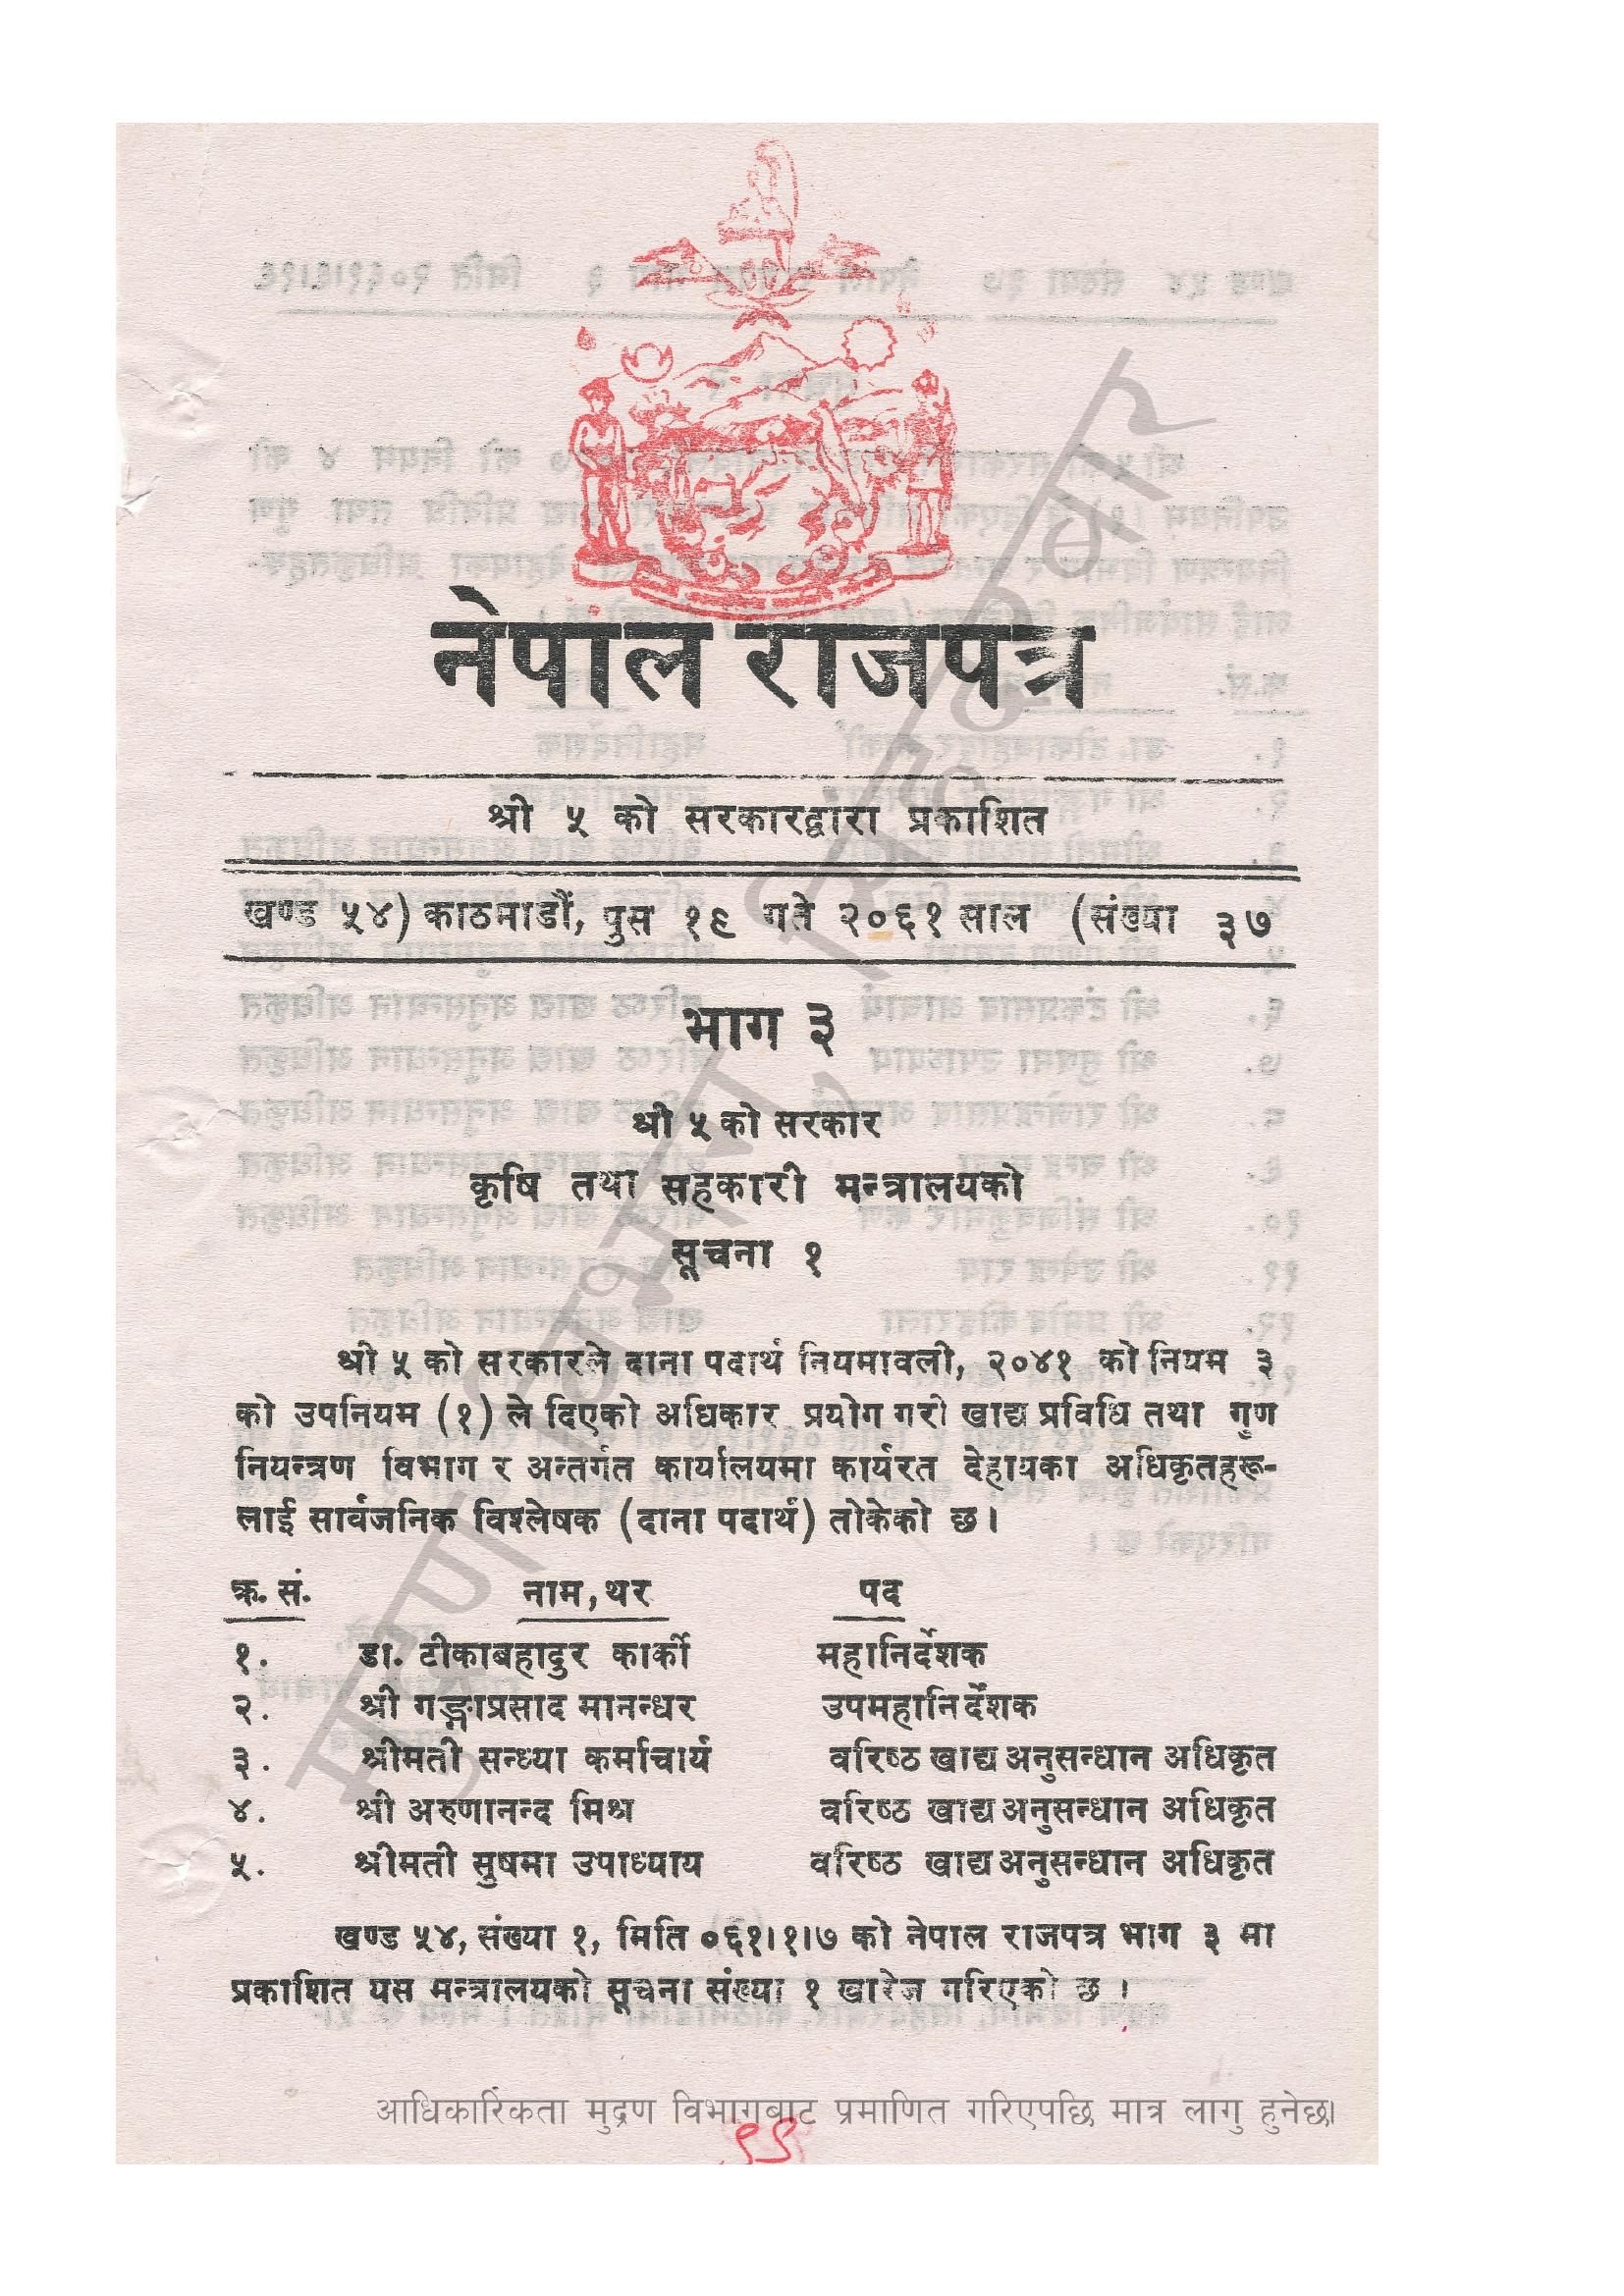 नेपाल राजपत्र
श्री ५ को सरकारद्वारा प्रकाशित
खण्ड ५४) काठमाडौं, पुस १९ गते २०६१ साल (संख्या ३७
भाग ३
श्री ५ को सरकार
कृषि तथा सहकारी मन्त्रालयको
सूचना १
श्री ५ को सरकारले दाना पदार्थ नियमावली, २०४१ को नियम ३
को उपनियम (१) ले दिएको अधिकार प्रयोग गरी खाद्य प्रविधि तथा गुण
नियन्त्रण विभाग र अन्तर्गत कार्यालयमा कार्यरत देहायका अधिकृतहरू-
लाई सार्वजनिक विश्लेषक (दाना पदार्थ) तोकेको छ।
क्र. सं. नाम, थर पद
१. डा. टीकाबहादुर कार्की महानिर्देशक
२. श्री गङ्गाप्रसाद मानन्धर उपमहानिर्देशक
३. श्रीमती सन्ध्या कर्माचार्य वरिष्ठ खाद्य अनुसन्धान अधिकृत
४. श्री अरुणानन्द मिश्र वरिष्ठ खाद्य अनुसन्धान अधिकृत
५. श्रीमती सुषमा उपाध्याय वरिष्ठ खाद्य अनुसन्धान अधिकृत
खण्ड ५४, संख्या १, मिति ०६१।१।७ को नेपाल राजपत्र भाग ३ मा
प्रकाशित यस मन्त्रालयको सूचना संख्या १ खारेज गरिएको छ ।
मुद्रण विभाग, सिंहदरबार
आधिकारिकता मुद्रण विभागबाट प्रमाणित गरिएपछि मात्र लागु हुनेछ।